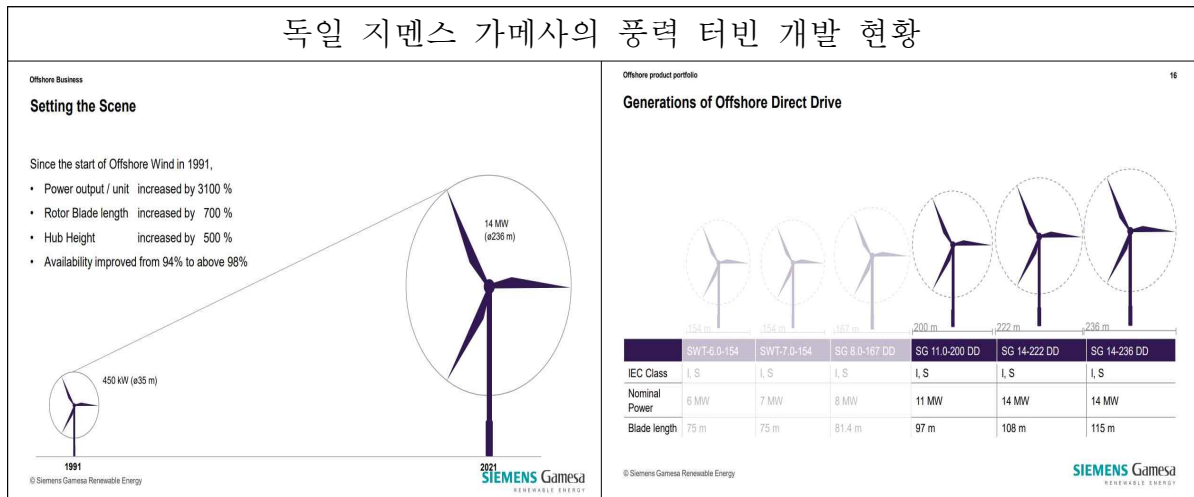 독일 지멘스 가메사의 풍력 터빈 개발 현황
Offshore Business
Setting the Scene
Since the start of Offshore Wind in 1991,
• Power output / unit increased by 3100 %
• Rotor Blade length increased by 700 %
• Hub Height increased by 500 %
• Availability improved from 94% to above 98%
14 MW
(ø236 m)
450 kW (ø35 m)
1991
2021
© Siemens Gamesa Renewable Energy
SIEMENS Gamesa
RENEWABLE ENERGY
Offshore product portfolio
16
Generations of Offshore Direct Drive
154 m 154 m 167 m 200 m 222 m 236 m
SWT-6.0-154 SWT-7.0-154 SG 8.0-167 DD SG 11.0-200 DD SG 14-222 DD SG 14-236 DD
IEC Class I, S I, S I, S I, S I, S I, S
Nominal
Power 6 MW 7 MW 8 MW 11 MW 14 MW 14 MW
Blade length 75 m 75 m 81.4 m 97 m 108 m 115 m
© Siemens Gamesa Renewable Energy
SIEMENS Gamesa
RENEWABLE ENERGY